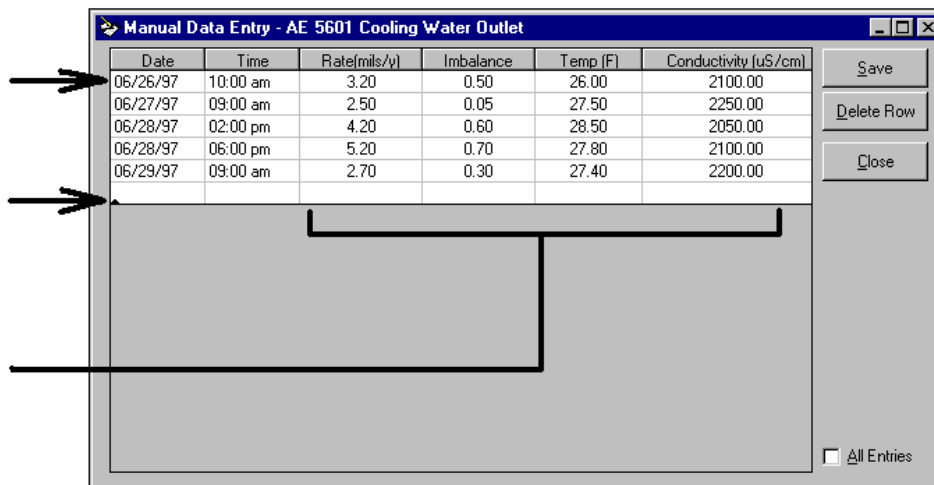 Manual Data Entry - AE 5601 Cooling Water Outlet
Date Time Rate(mils/y) Imbalance Temp (F) Conductivity (uS/cm)
06/26/97 10:00 am 3.20 0.50 26.00 2100.00
06/27/97 09:00 am 2.50 0.05 27.50 2250.00
06/28/97 02:00 pm 4.20 0.60 28.50 2050.00
06/28/97 06:00 pm 5.20 0.70 27.80 2100.00
06/29/97 09:00 am 2.70 0.30 27.40 2200.00
Save
Delete Row
Close
All Entries